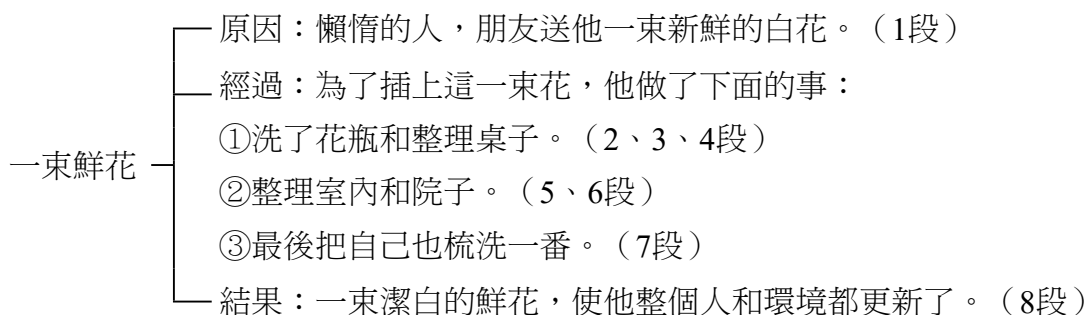 原因：懶惰的人，朋友送他一束新鮮的白花。（1段）
經過：為了插上這一束花，他做了下面的事：
①洗了花瓶和整理桌子。（2、3、4段）
一束鮮花
②整理室內和院子。（5、6段）
③最後把自己也梳洗一番。（7段）
結果：一束潔白的鮮花，使他整個人和環境都更新了。（8段）